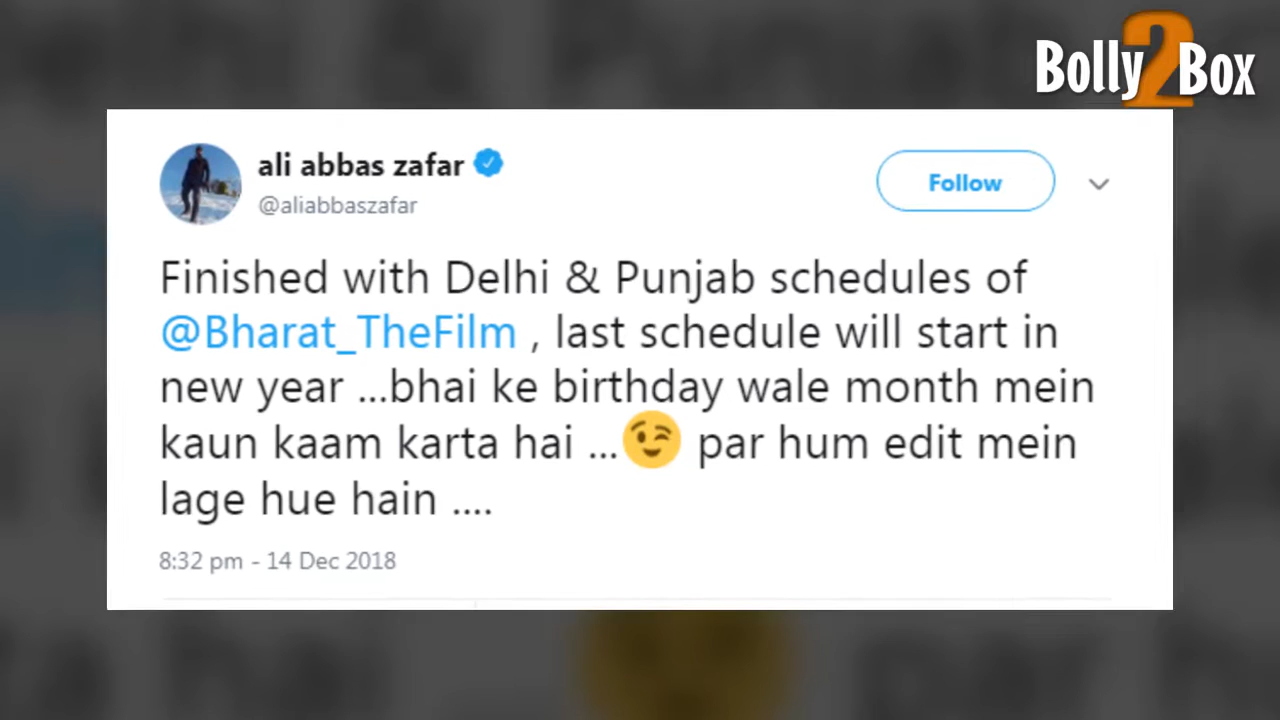 Bolly2Box
ali abbas zafar
@aliabbaszafar
Follow
Finished with Delhi & Punjab schedules of
@Bharat_TheFilm , last schedule will start in
new year ...bhai ke birthday wale month mein
kaun kaam karta hai ...😉 par hum edit mein
lage hue hain ....
8:32 pm - 14 Dec 2018